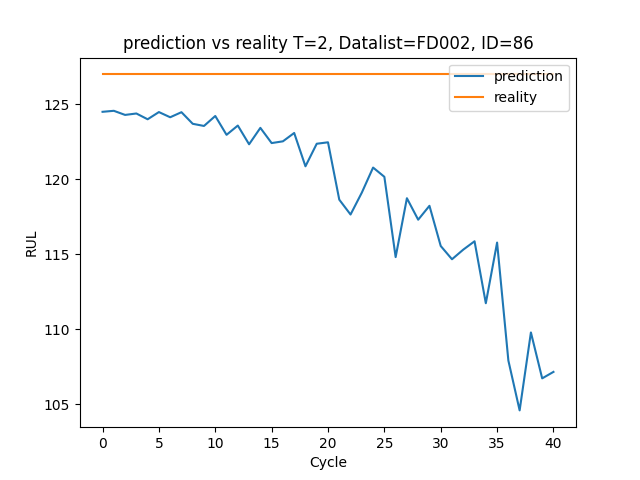 prediction vs reality T=2, Datalist=FD002, ID=86
prediction
reality
RUL
125
120
115
110
105
0 5 10 15 20 25 30 35 40
Cycle